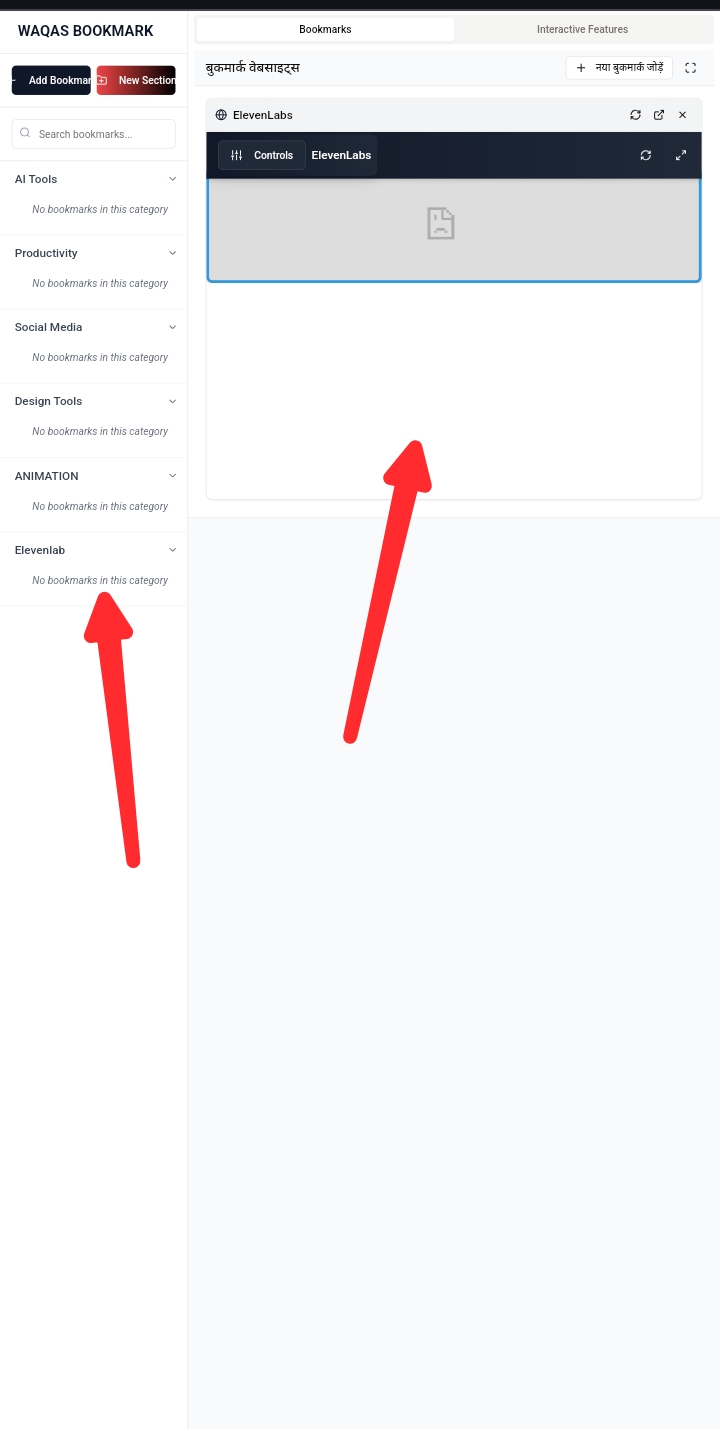 WAQAS BOOKMARK
Add Bookmar
New Section
Search bookmarks...
AI Tools
No bookmarks in this category
Productivity
No bookmarks in this category
Social Media
No bookmarks in this category
Design Tools
No bookmarks in this category
ANIMATION
No bookmarks in this category
Elevenlab
No bookmarks in this category
Bookmarks
Interactive Features
बुकमार्क वेबसाइट्स
नया बुकमार्क जोड़ें
ElevenLabs
Controls
ElevenLabs